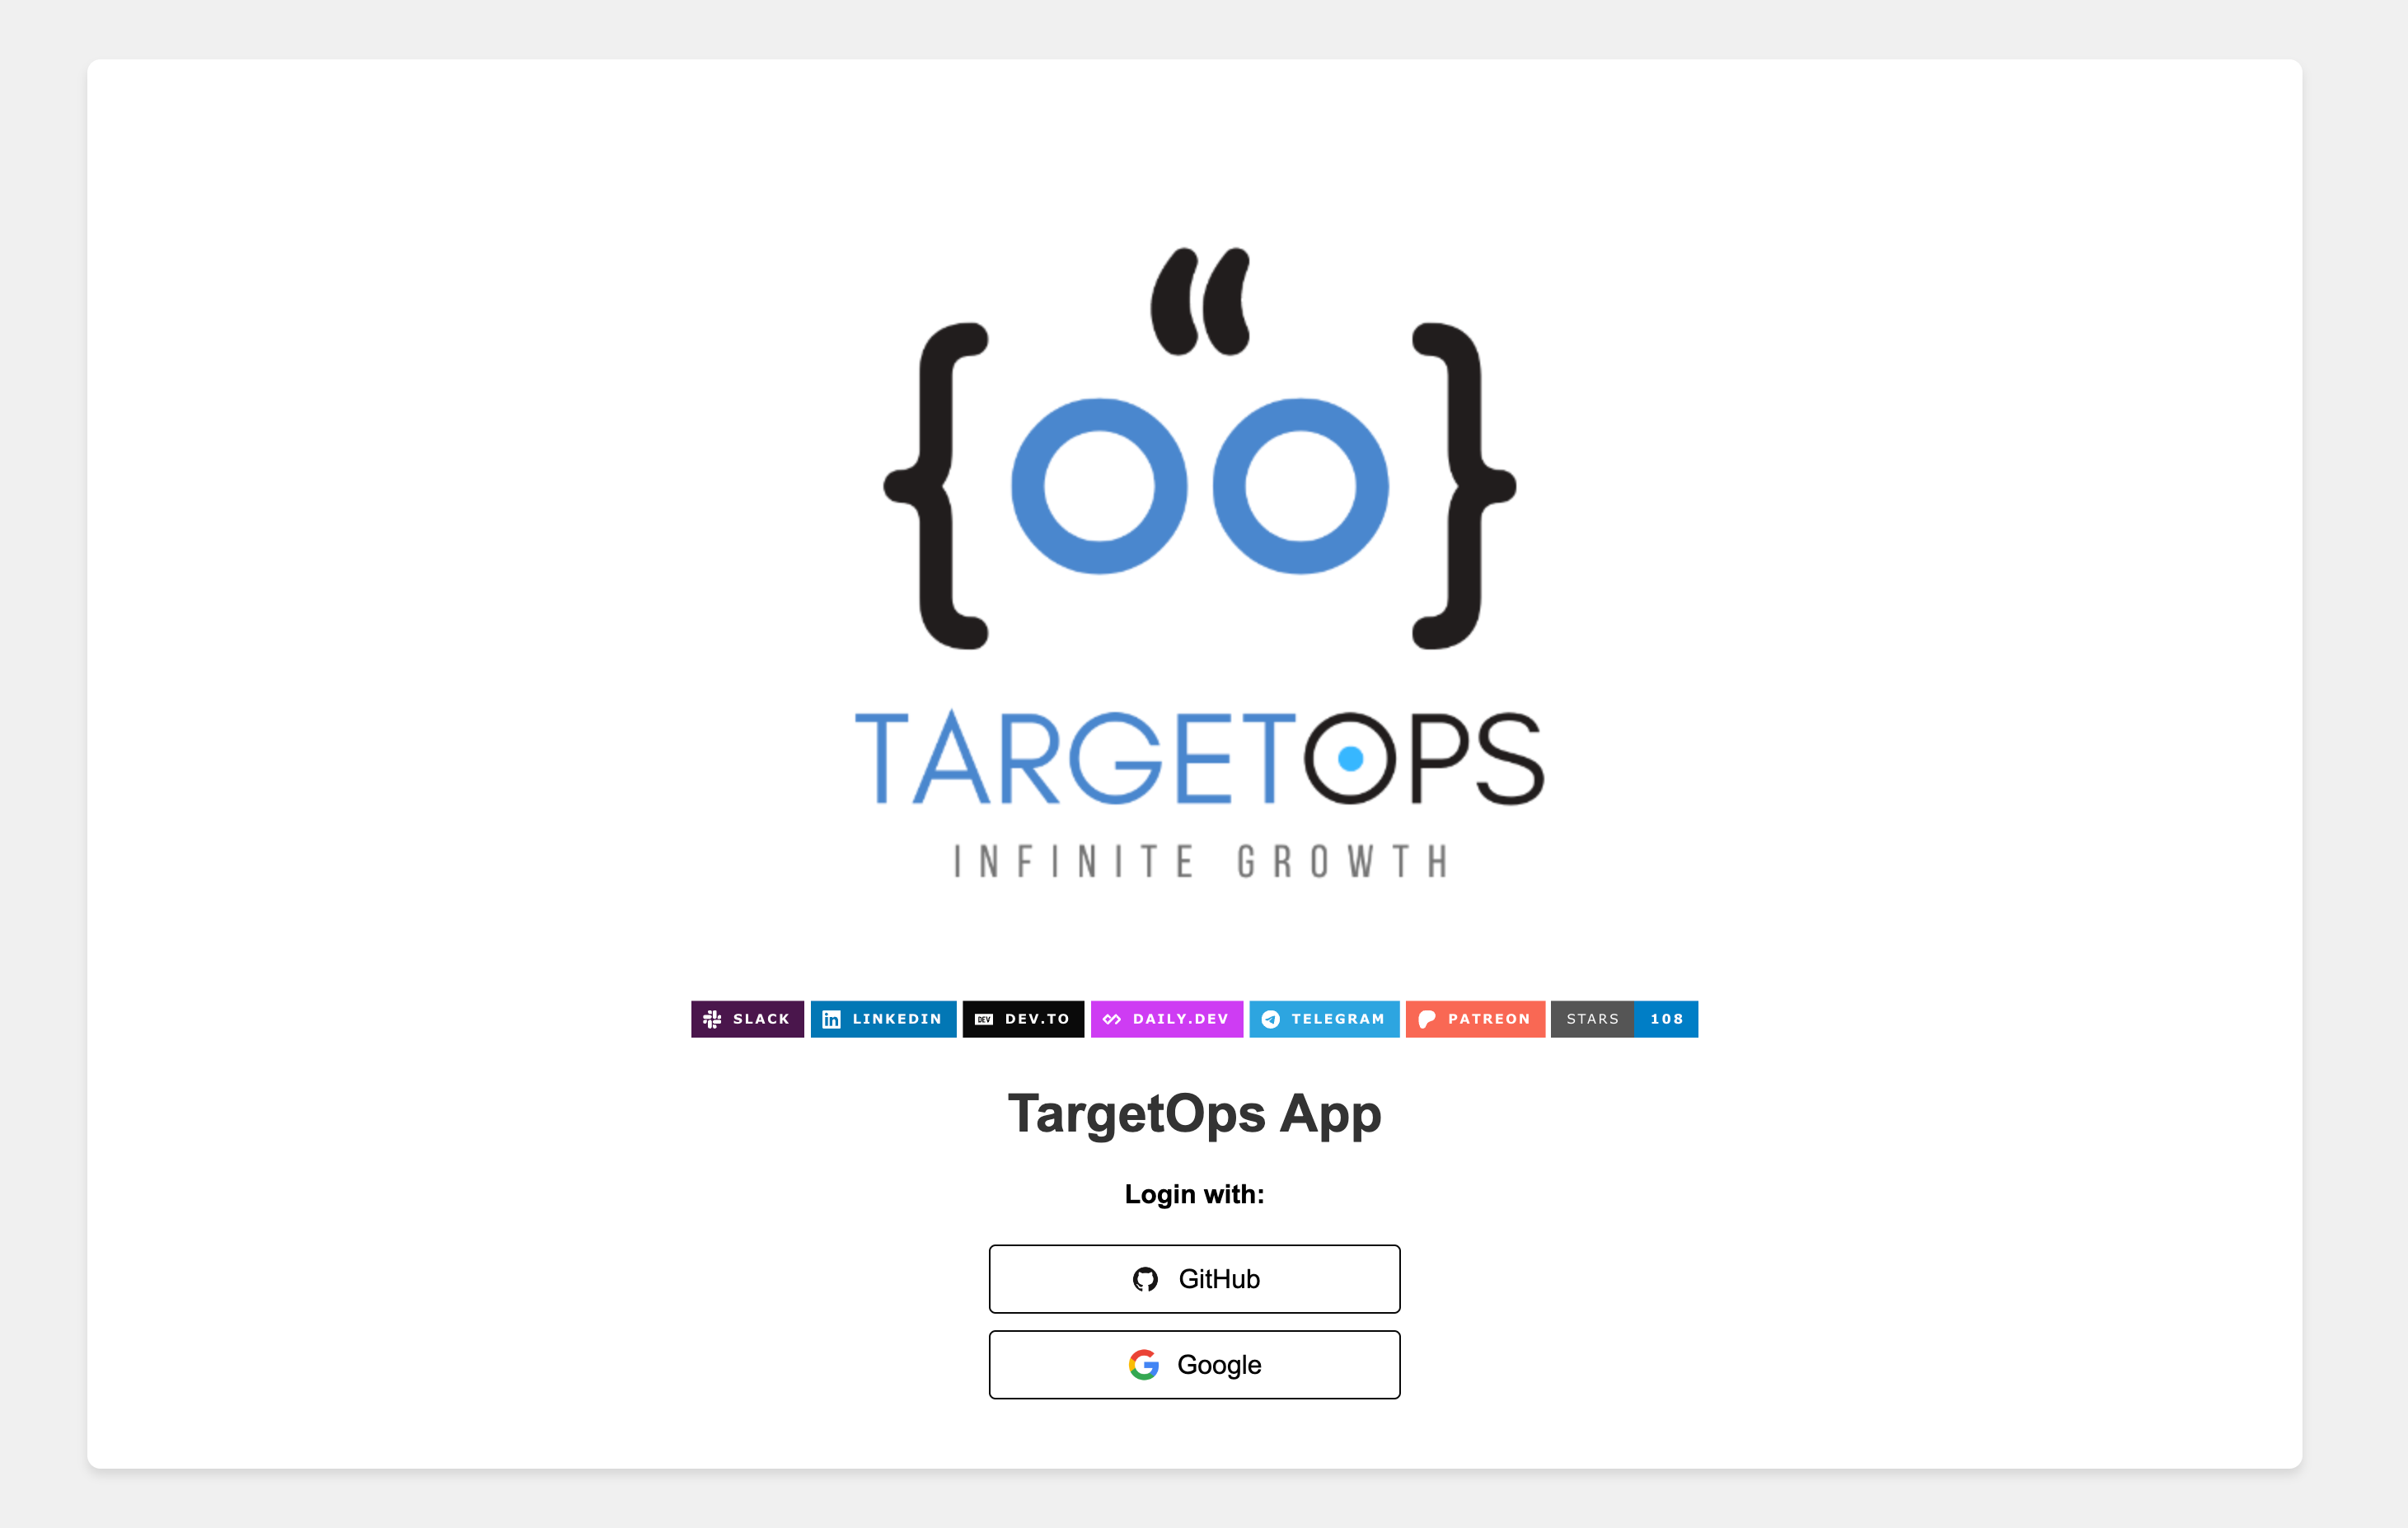 {“oo}
TARGETOPS
INFINITE GROWTH
SLACK LINKEDIN DEV.TO DAILY.DEV TELEGRAM PATREON STARS 108
TargetOps App
Login with:
GitHub
Google